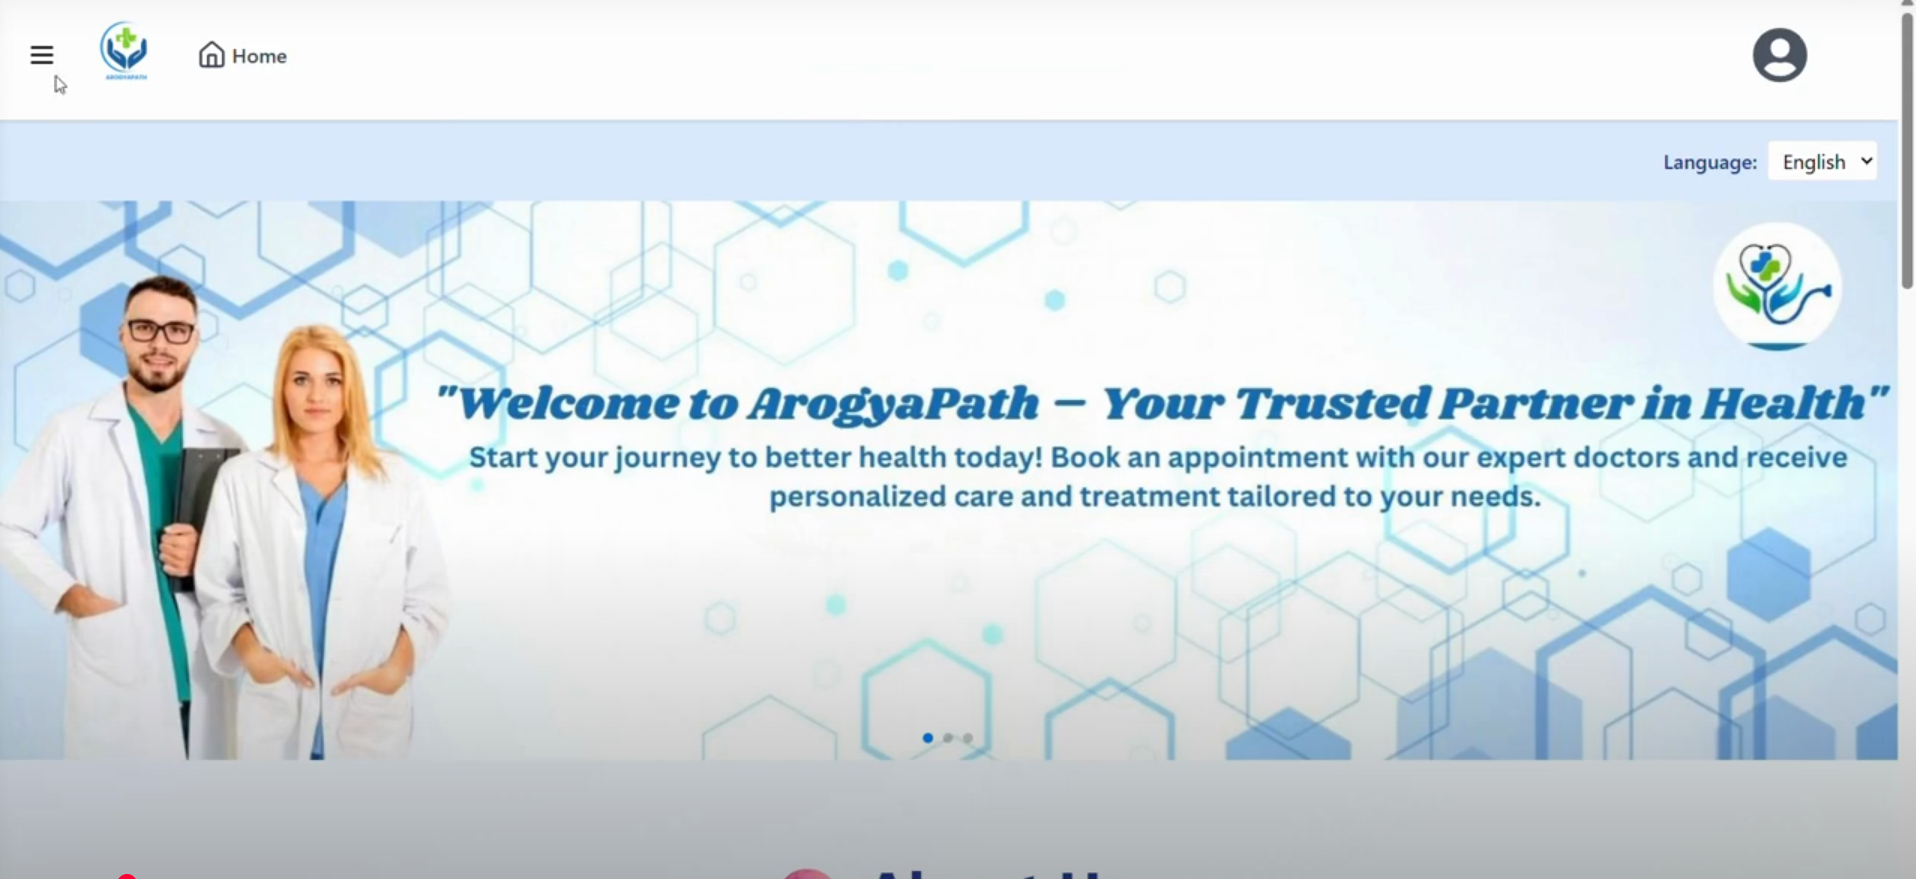 AROGYAPATH
Home
Language: English
"Welcome to ArogyaPath – Your Trusted Partner in Health"
Start your journey to better health today! Book an appointment with our expert doctors and receive
personalized care and treatment tailored to your needs.